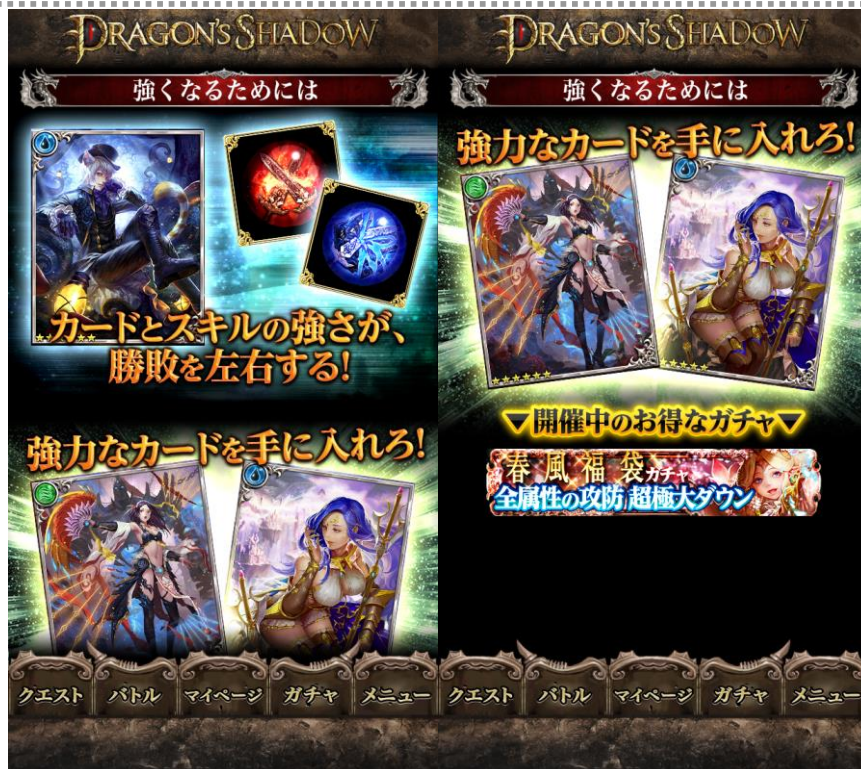 DRAGON'S SHADOW
強くなるためには
カードとスキルの強さが、
勝敗を左右する!
強力なカードを手に入れろ!
クエスト
バトル
マイページ
ガチャ
メニュー
DRAGON'S SHADOW
強くなるためには
強力なカードを手に入れろ!
▼開催中のお得なガチャ▼
春風福袋ガチャ
全属性の攻防 超極大ダウン
クエスト
バトル
マイページ
ガチャ
メニュー